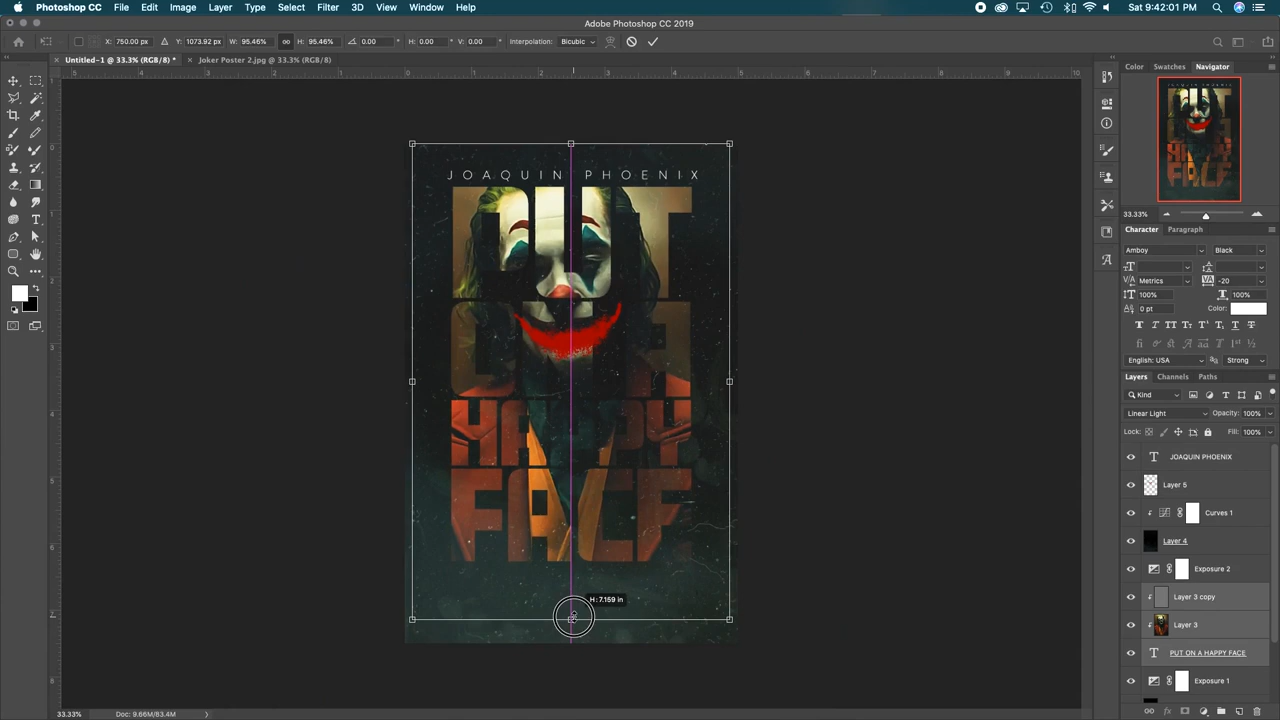 Photoshop CC File Edit Image Layer Type Select Filter 3D View Window Help
Sep 9:42:01 PM
Adobe Photoshop CC 2019
X: 750.00 px Y: 1073.92 px W: 95.46% H: 95.46% 0.00 ° H: 0.00 ° V: 0.00 ° Interpolation: Bicubic
Untitled-1 @ 33.3% (RGB/8) * Joker Poster 2.jpg @ 33.3% (RGB/8)
Color Swatches Navigator
JOAQUIN PHOENIX
PUT
ON A
HAPPY
FACE
H: 7.159 in
33.33%
Character Paragraph
Amboy Black
Metrics -20
100% 100%
0 pt Color:
English: USA Strong
Layers Channels Paths
Kind
Linear Light Opacity: 100%
Lock: Fill: 100%
JOAQUIN PHOENIX
Layer 5
Curves 1
Layer 4
Exposure 2
Layer 3 copy
Layer 3
PUT ON A HAPPY FACE
Exposure 1
33.33% Doc: 9.66M/83.4M